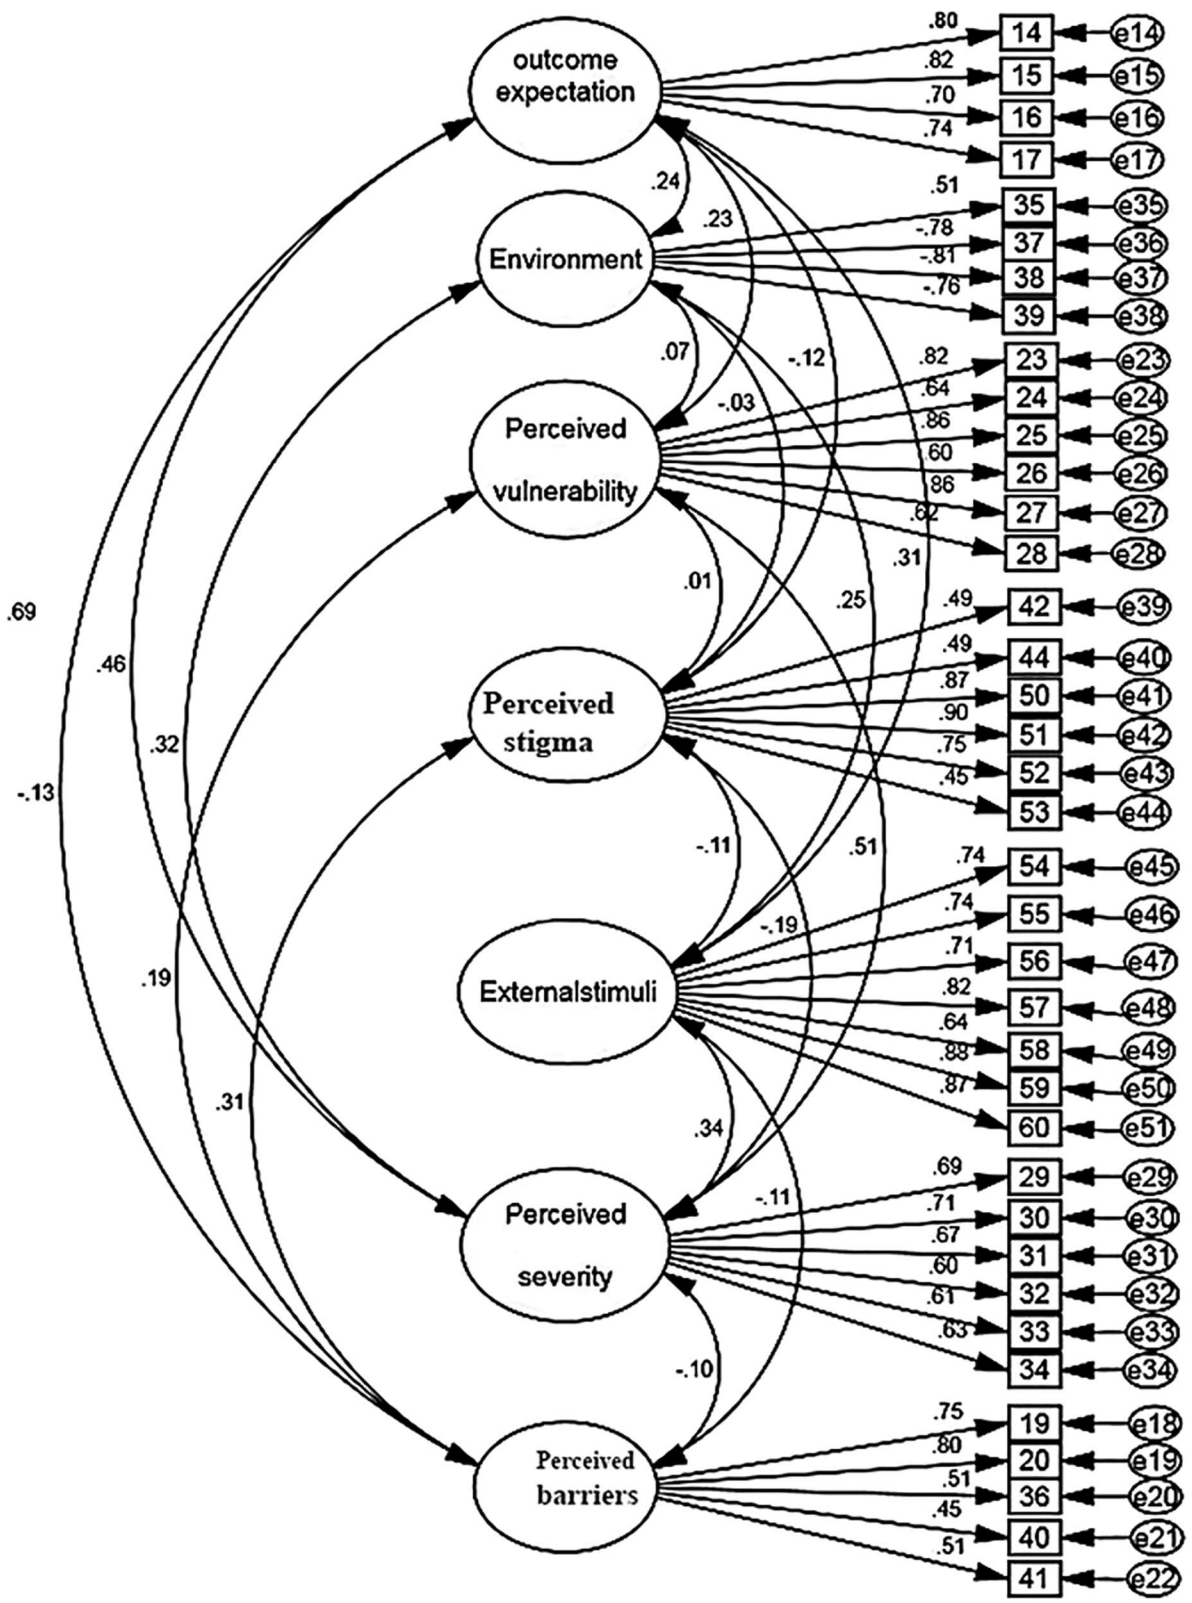 .80 14 e14
outcome
expectation
.82 15 e15
.70 16 e16
.74 17 e17
.24
.23
.51 35 e35
Environment
-.78 37 e36
-.81 38 e37
-.76 39 e38
.07
-.12
-.03
.82 23 e23
.64 24 e24
Perceived
vulnerability
.86 25 e25
.60 26 e26
.86 27 e27
.62 28 e28
.31
.01
.25
.69
.46
.49 42 e39
.49 44 e40
Perceived
stigma
.87 50 e41
.90 51 e42
.75 52 e43
.45 53 e44
.32
-.13
-.11
.51
.74 54 e45
.74 55 e46
-.19
.71 56 e47
Externalstimuli
.82 57 e48
.64 58 e49
.88 59 e50
.87 60 e51
.19
.31
.34
.69 29 e29
-.11
Perceived
severity
.71 30 e30
.67 31 e31
.60 32 e32
.61 33 e33
.63 34 e34
-.10
.75 19 e18
Perceived
barriers
.80 20 e19
.51 36 e20
.45 40 e21
.51 41 e22